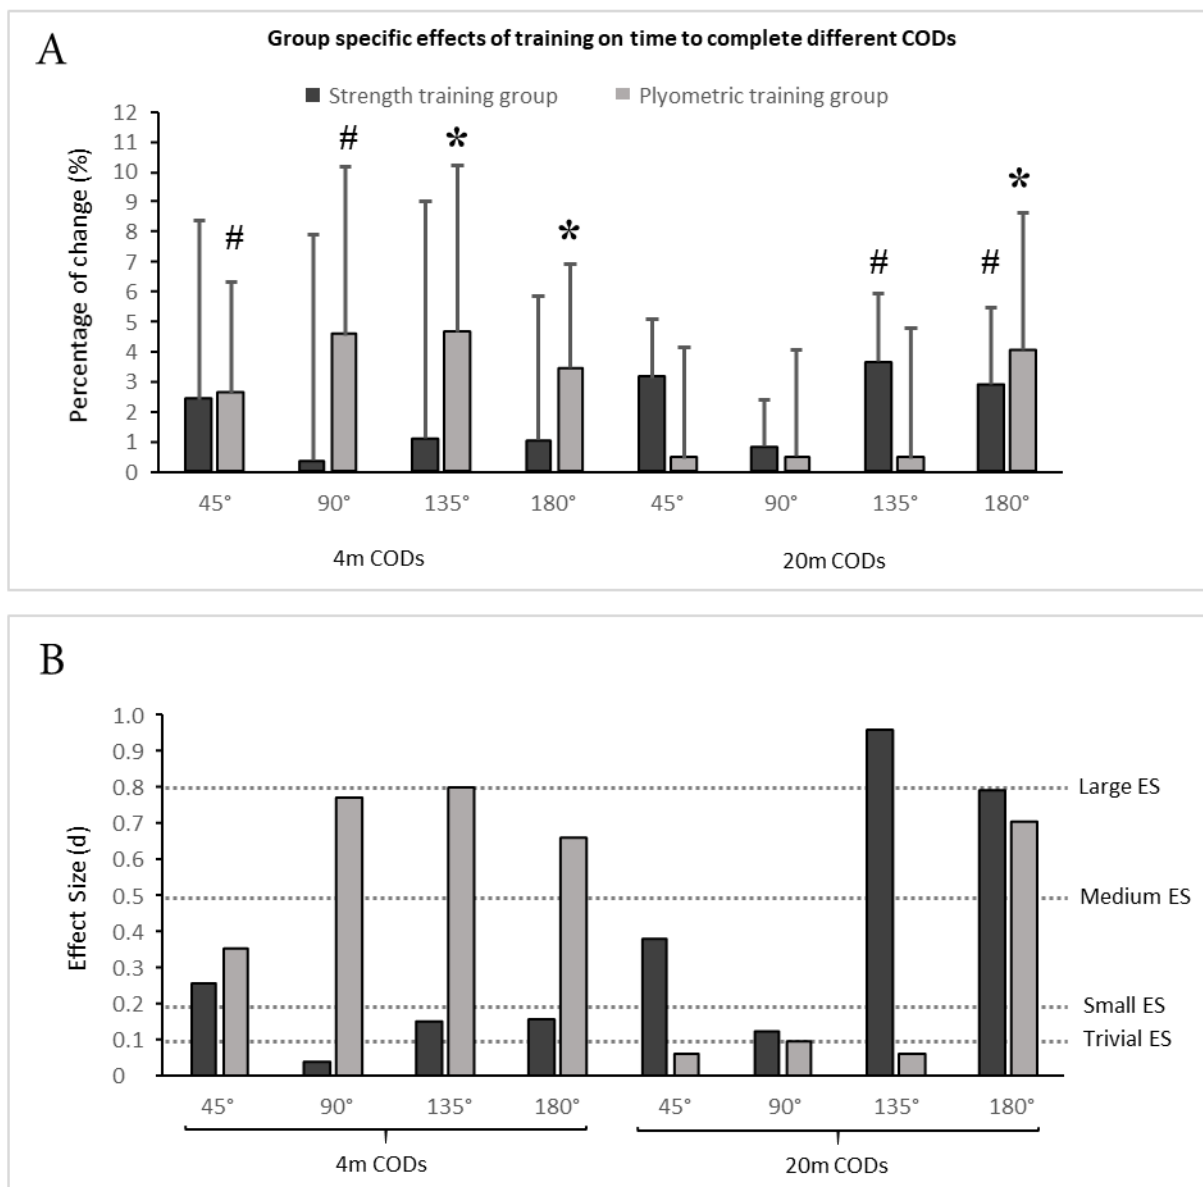 A
Group specific effects of training on time to complete different CODs
Strength training group Plyometric training group
Percentage of change (%)
12
11
10
9
8
7
6
5
4
3
2
1
0
# # * * # # *
45° 90° 135° 180° 45° 90° 135° 180°
4m CODs 20m CODs
B
Effect Size (d)
1.0
0.9
0.8
0.7
0.6
0.5
0.4
0.3
0.2
0.1
0
Large ES
Medium ES
Small ES
Trivial ES
45° 90° 135° 180° 45° 90° 135° 180°
4m CODs 20m CODs